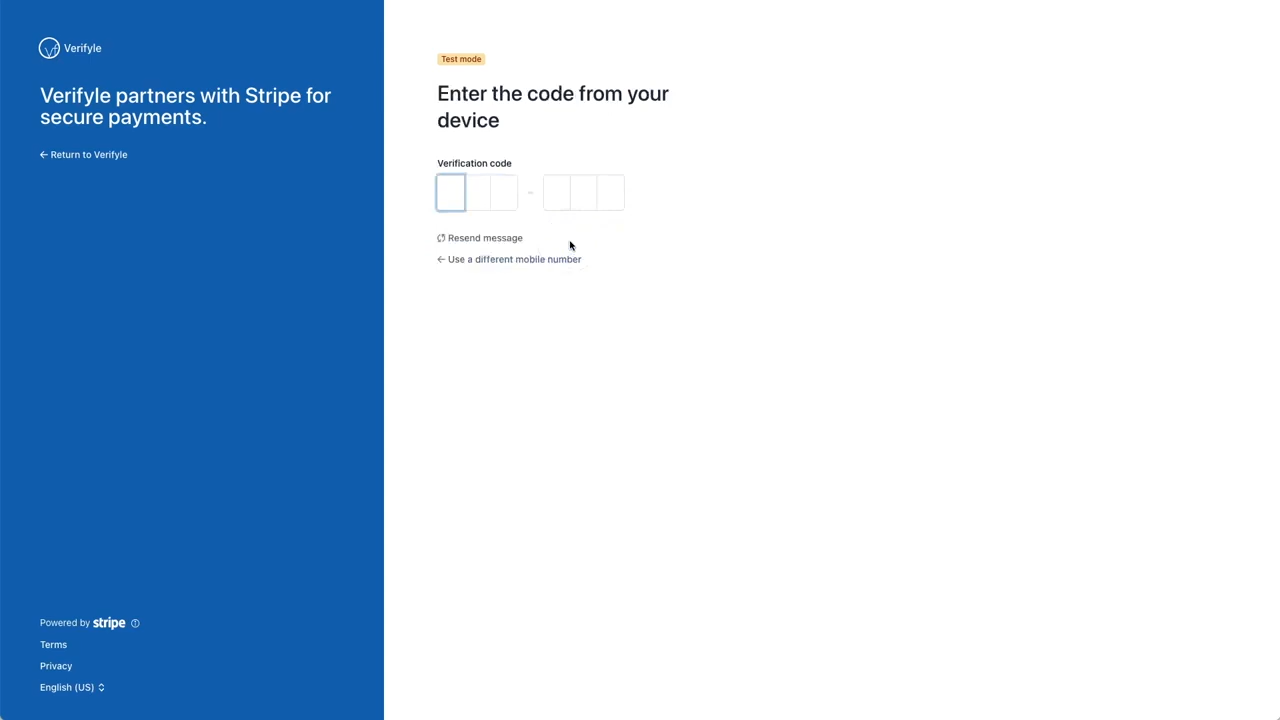 Verifyle
Verifyle partners with Stripe for
secure payments.
← Return to Verifyle
Powered by stripe
Terms
Privacy
English (US)
Test mode
Enter the code from your
device
Verification code
-
Resend message
← Use a different mobile number